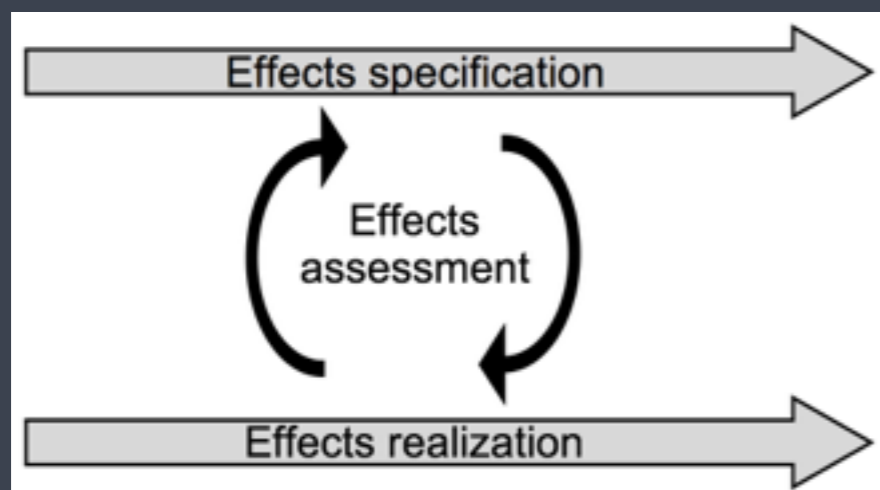 Effects specification
Effects
assessment
Effects realization